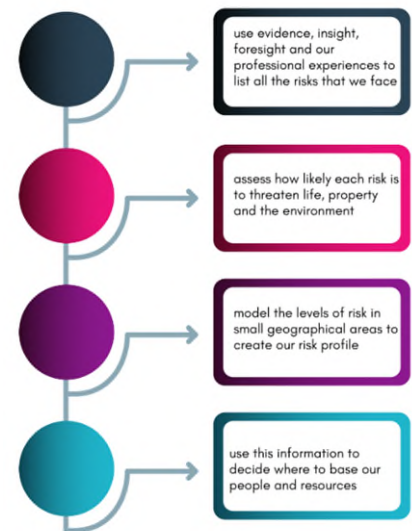 use evidence, insight,
foresight and our
professional experiences to
list all the risks that we face
assess how likely each risk is
to threaten life, property
and the environment
model the levels of risk in
small geographical areas to
create our risk profile
use this information to
decide where to base our
people and resources